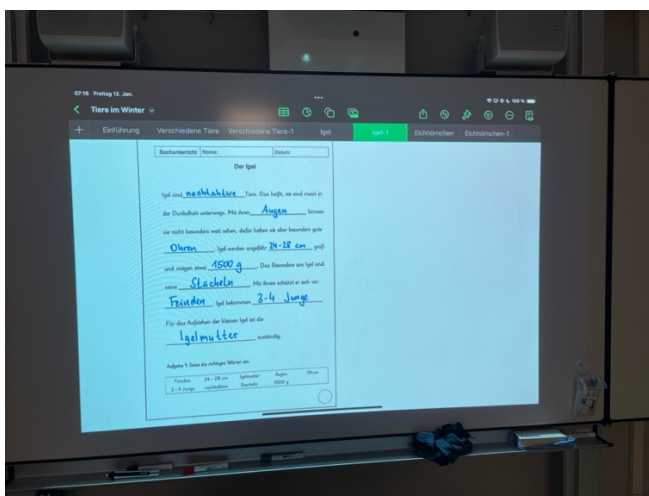 07:16 Freitag 12. Jan.
100 %
Tiere im Winter
Einführung Verschiedene Tiere Verschiedene Tiere-1 Igel Igel-1 Eichhörnchen Eichhörnchen-1
Sachunterricht Name: Datum:
Der Igel
Igel sind nachtaktive Tiere. Das heißt, sie sind meist in
der Dunkelheit unterwegs. Mit ihren Augen können
sie nicht besonders weit sehen, dafür haben sie aber besonders gute
Ohren. Igel werden ungefähr 24-28 cm groß
und wiegen etwa 1500 g. Das Besondere am Igel sind
seine Stacheln. Mit ihnen schützt er sich vor
Feinden. Igel bekommen 3-4 Junge.
Für das Aufziehen der kleinen Igel ist die
Igelmutter zuständig.
Aufgabe 1: Setze die richtigen Wörter ein.
Feinden 24 - 28 cm Igelmutter Augen Ohren
3 - 4 Junge nachtaktive Stacheln 1500 g